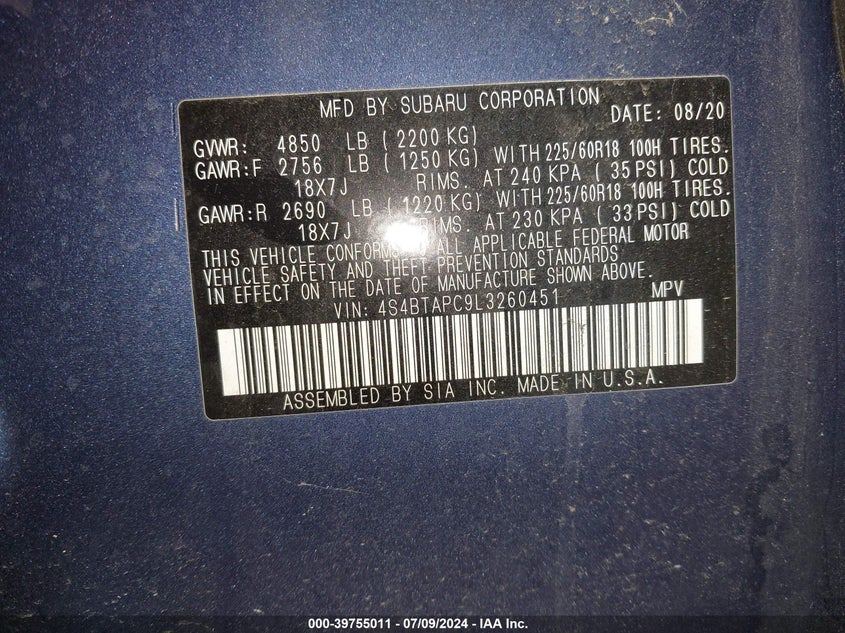 MFD BY SUBARU CORPORATION DATE: 08/20
GVWR: 4850 LB (2200 KG)
GAWR:F 2756 LB (1250 KG) WITH 225/60R18 100H TIRES.
18X7J RIMS. AT 240 KPA (35 PSI) COLD
GAWR:R 2690 LB (1220 KG) WITH 225/60R18 100H TIRES.
18X7J RIMS. AT 230 KPA (33 PSI) COLD
THIS VEHICLE CONFORMS TO ALL APPLICABLE FEDERAL MOTOR
VEHICLE SAFETY AND THEFT PREVENTION STANDARDS
IN EFFECT ON THE DATE OF MANUFACTURE SHOWN ABOVE.
VIN: 4S4BTAPC9L3260451 MPV
ASSEMBLED BY SIA INC. MADE IN U.S.A.
000-39755011 - 07/09/2024 - IAA Inc.